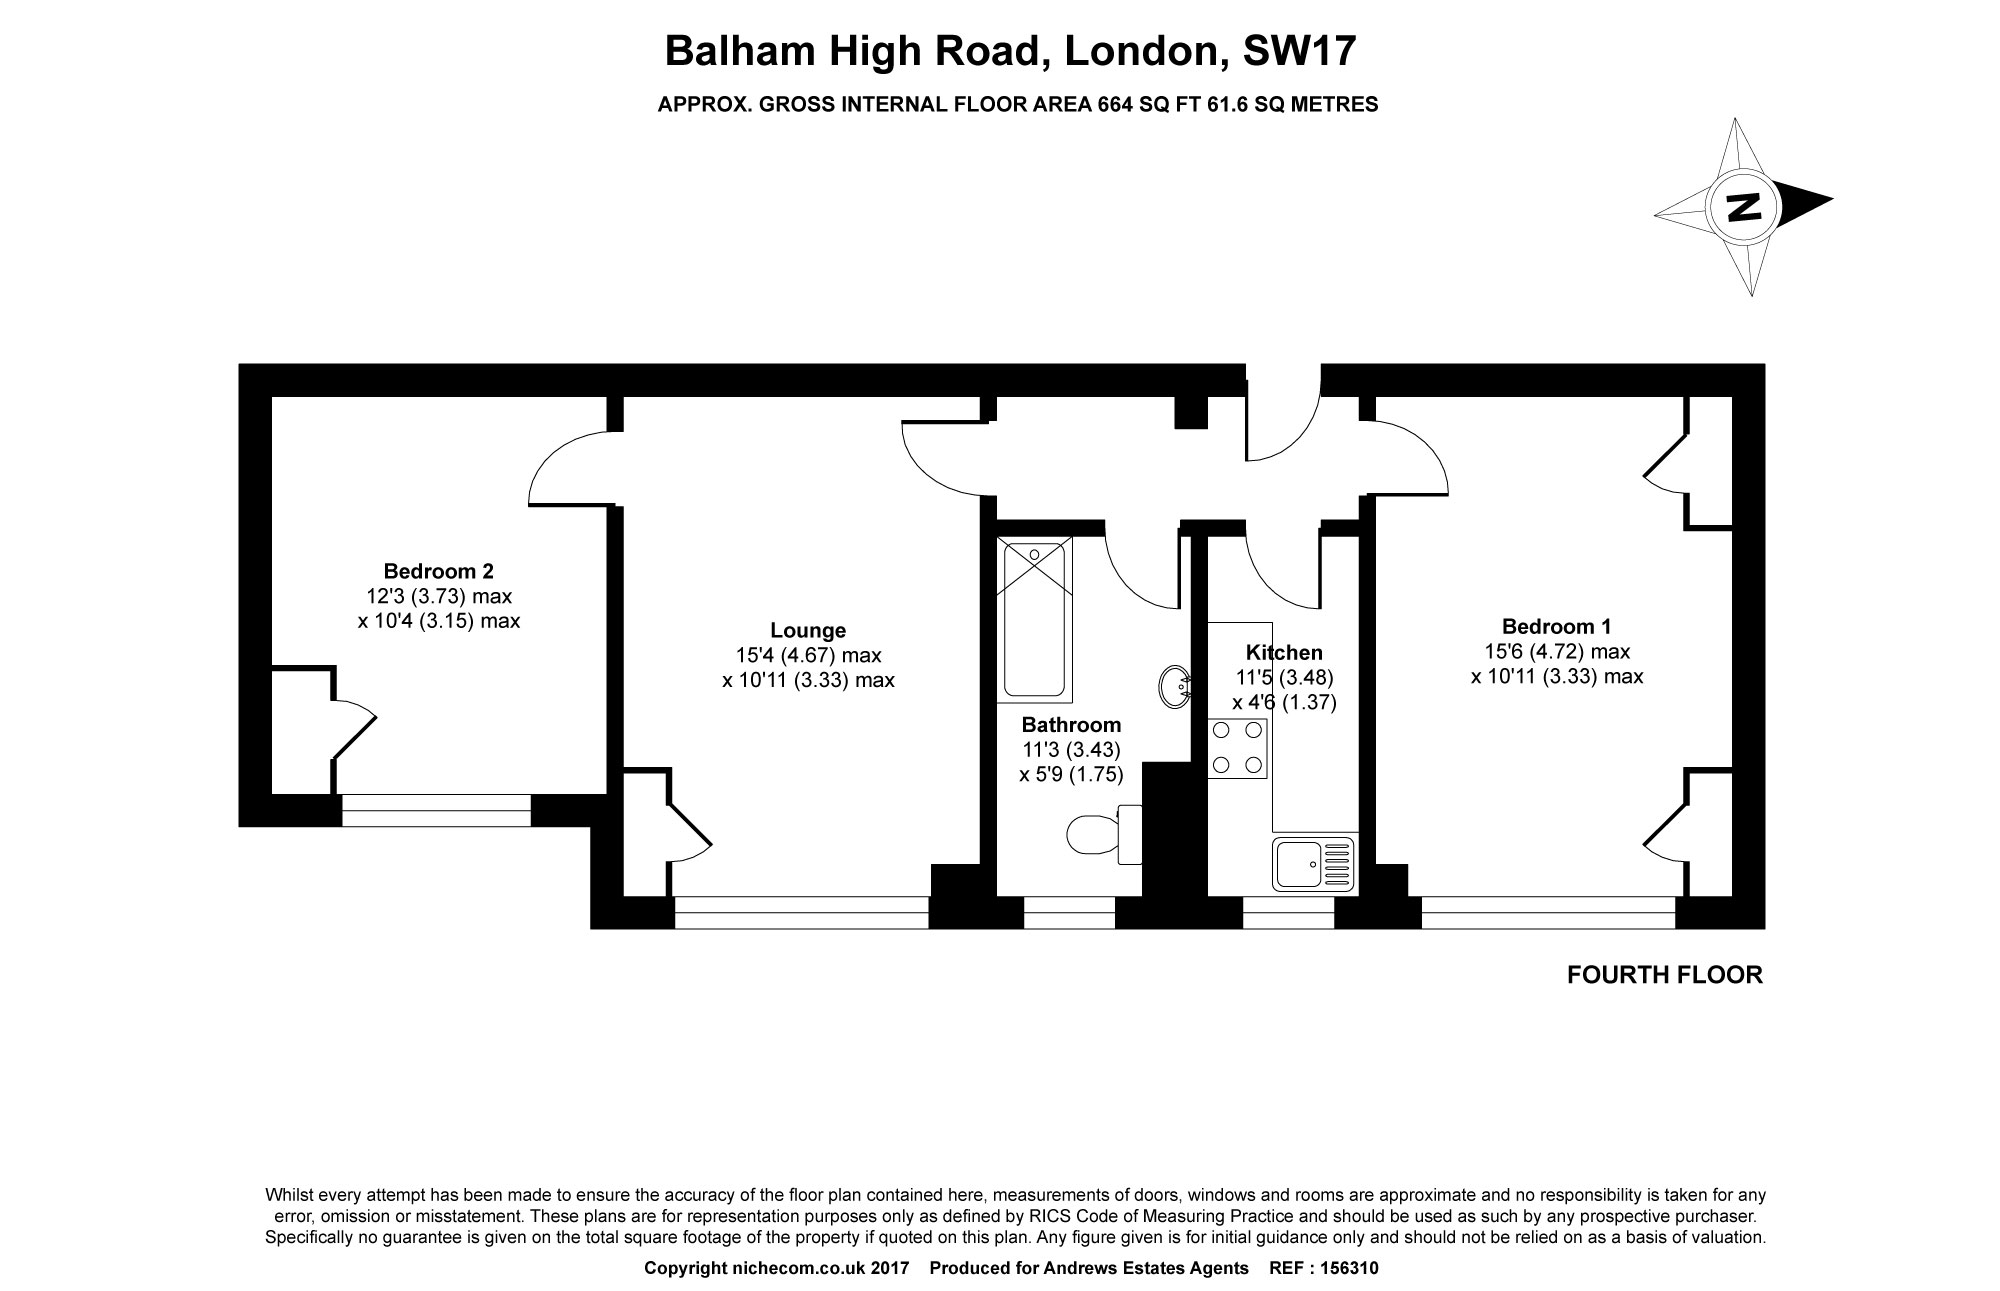 Balham High Road, London, SW17
APPROX. GROSS INTERNAL FLOOR AREA 664 SQ FT 61.6 SQ METRES
N
Bedroom 2
12'3 (3.73) max
x 10'4 (3.15) max
Lounge
15'4 (4.67) max
x 10'11 (3.33) max
Bathroom
11'3 (3.43)
x 5'9 (1.75)
Kitchen
11'5 (3.48)
x 4'6 (1.37)
Bedroom 1
15'6 (4.72) max
x 10'11 (3.33) max
FOURTH FLOOR
Whilst every attempt has been made to ensure the accuracy of the floor plan contained here, measurements of doors, windows and rooms are approximate and no responsibility is taken for any
error, omission or misstatement. These plans are for representation purposes only as defined by RICS Code of Measuring Practice and should be used as such by any prospective purchaser.
Specifically no guarantee is given on the total square footage of the property if quoted on this plan. Any figure given is for initial guidance only and should not be relied on as a basis of valuation.
Copyright nichecom.co.uk 2017 Produced for Andrews Estates Agents REF : 156310